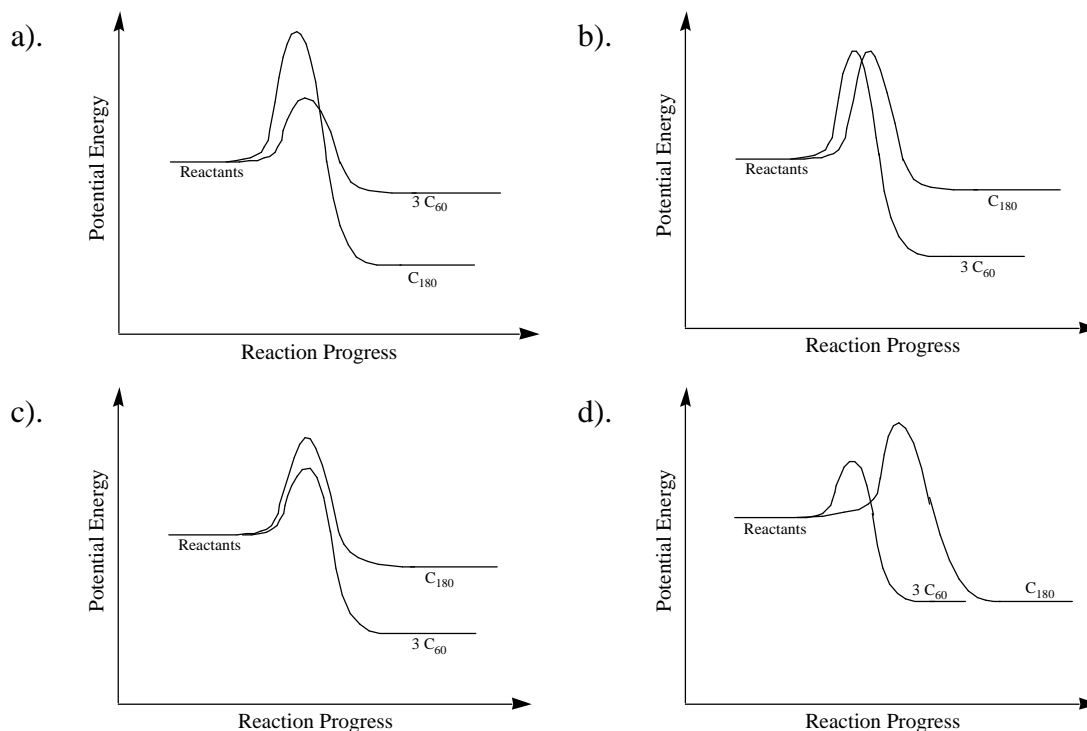 a).
Potential Energy
Reactants
3 C60
C180
Reaction Progress
b).
Potential Energy
Reactants
C180
3 C60
Reaction Progress
c).
Potential Energy
Reactants
C180
3 C60
Reaction Progress
d).
Potential Energy
Reactants
3 C60
C180
Reaction Progress